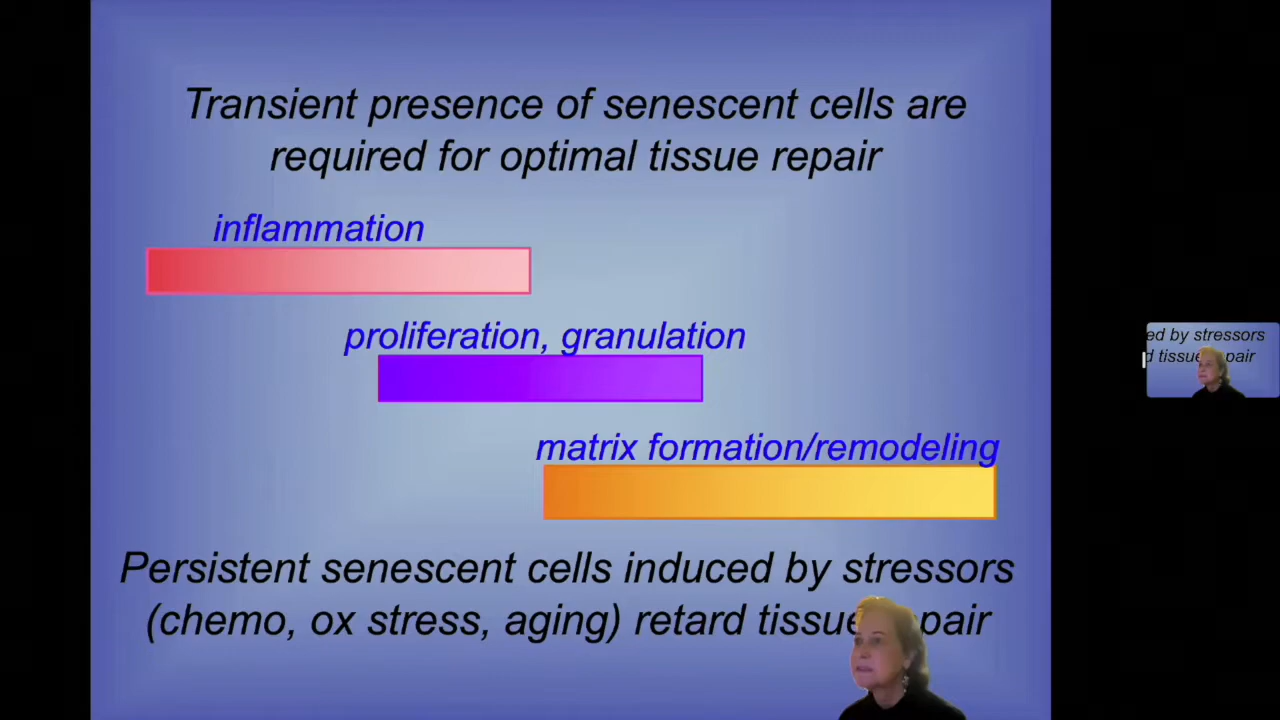 Transient presence of senescent cells are
required for optimal tissue repair
inflammation
proliferation, granulation
matrix formation/remodeling
Persistent senescent cells induced by stressors
(chemo, ox stress, aging) retard tissue pair
ed by stressors
d tissue pair